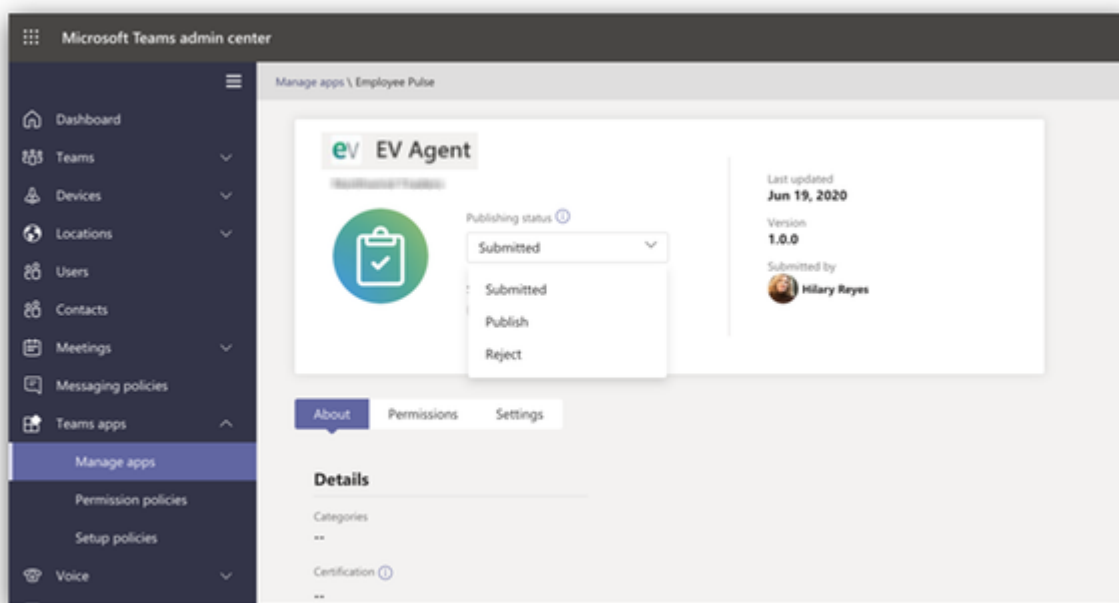 Microsoft Teams admin center
Manage apps \ Employee Pulse
Dashboard
Teams
Devices
Locations
Users
Contacts
Meetings
Messaging policies
Teams apps
Manage apps
Permission policies
Setup policies
Voice
ev EV Agent
Publishing status
Submitted
Submitted
Publish
Reject
Last updated
Jun 19, 2020
Version
1.0.0
Submitted by
Hilary Reyes
About Permissions Settings
Details
Categories
--
Certification
--